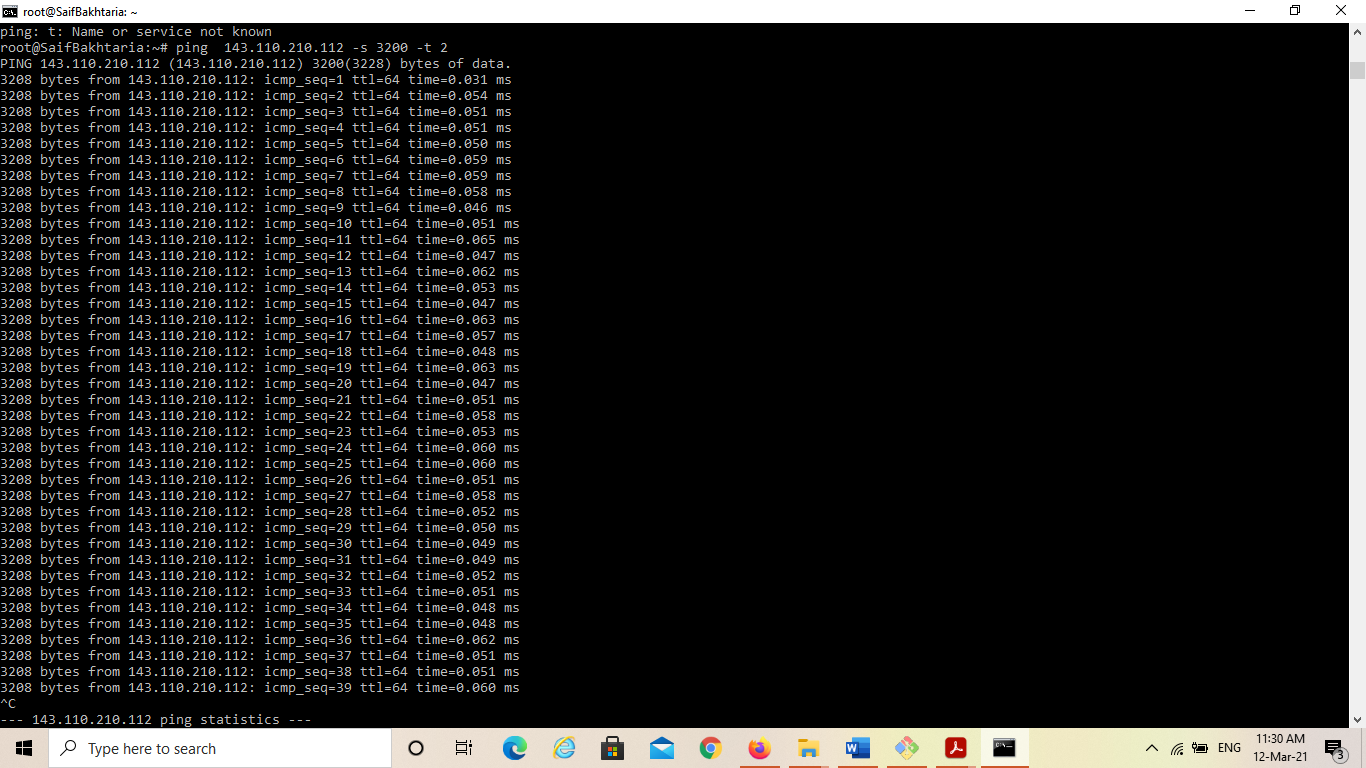 root@SaifBakhtaria: ~
ping: t: Name or service not known
root@SaifBakhtaria:~# ping  143.110.210.112 -s 3200 -t 2
PING 143.110.210.112 (143.110.210.112) 3200(3228) bytes of data.
3208 bytes from 143.110.210.112: icmp_seq=1 ttl=64 time=0.031 ms
3208 bytes from 143.110.210.112: icmp_seq=2 ttl=64 time=0.054 ms
3208 bytes from 143.110.210.112: icmp_seq=3 ttl=64 time=0.051 ms
3208 bytes from 143.110.210.112: icmp_seq=4 ttl=64 time=0.051 ms
3208 bytes from 143.110.210.112: icmp_seq=5 ttl=64 time=0.050 ms
3208 bytes from 143.110.210.112: icmp_seq=6 ttl=64 time=0.059 ms
3208 bytes from 143.110.210.112: icmp_seq=7 ttl=64 time=0.059 ms
3208 bytes from 143.110.210.112: icmp_seq=8 ttl=64 time=0.058 ms
3208 bytes from 143.110.210.112: icmp_seq=9 ttl=64 time=0.046 ms
3208 bytes from 143.110.210.112: icmp_seq=10 ttl=64 time=0.051 ms
3208 bytes from 143.110.210.112: icmp_seq=11 ttl=64 time=0.065 ms
3208 bytes from 143.110.210.112: icmp_seq=12 ttl=64 time=0.047 ms
3208 bytes from 143.110.210.112: icmp_seq=13 ttl=64 time=0.062 ms
3208 bytes from 143.110.210.112: icmp_seq=14 ttl=64 time=0.053 ms
3208 bytes from 143.110.210.112: icmp_seq=15 ttl=64 time=0.047 ms
3208 bytes from 143.110.210.112: icmp_seq=16 ttl=64 time=0.063 ms
3208 bytes from 143.110.210.112: icmp_seq=17 ttl=64 time=0.057 ms
3208 bytes from 143.110.210.112: icmp_seq=18 ttl=64 time=0.048 ms
3208 bytes from 143.110.210.112: icmp_seq=19 ttl=64 time=0.063 ms
3208 bytes from 143.110.210.112: icmp_seq=20 ttl=64 time=0.047 ms
3208 bytes from 143.110.210.112: icmp_seq=21 ttl=64 time=0.051 ms
3208 bytes from 143.110.210.112: icmp_seq=22 ttl=64 time=0.058 ms
3208 bytes from 143.110.210.112: icmp_seq=23 ttl=64 time=0.053 ms
3208 bytes from 143.110.210.112: icmp_seq=24 ttl=64 time=0.060 ms
3208 bytes from 143.110.210.112: icmp_seq=25 ttl=64 time=0.060 ms
3208 bytes from 143.110.210.112: icmp_seq=26 ttl=64 time=0.051 ms
3208 bytes from 143.110.210.112: icmp_seq=27 ttl=64 time=0.058 ms
3208 bytes from 143.110.210.112: icmp_seq=28 ttl=64 time=0.052 ms
3208 bytes from 143.110.210.112: icmp_seq=29 ttl=64 time=0.050 ms
3208 bytes from 143.110.210.112: icmp_seq=30 ttl=64 time=0.049 ms
3208 bytes from 143.110.210.112: icmp_seq=31 ttl=64 time=0.049 ms
3208 bytes from 143.110.210.112: icmp_seq=32 ttl=64 time=0.052 ms
3208 bytes from 143.110.210.112: icmp_seq=33 ttl=64 time=0.051 ms
3208 bytes from 143.110.210.112: icmp_seq=34 ttl=64 time=0.048 ms
3208 bytes from 143.110.210.112: icmp_seq=35 ttl=64 time=0.048 ms
3208 bytes from 143.110.210.112: icmp_seq=36 ttl=64 time=0.062 ms
3208 bytes from 143.110.210.112: icmp_seq=37 ttl=64 time=0.051 ms
3208 bytes from 143.110.210.112: icmp_seq=38 ttl=64 time=0.051 ms
3208 bytes from 143.110.210.112: icmp_seq=39 ttl=64 time=0.060 ms
^C
--- 143.110.210.112 ping statistics ---
Type here to search
ENG
11:30 AM
12-Mar-21
3